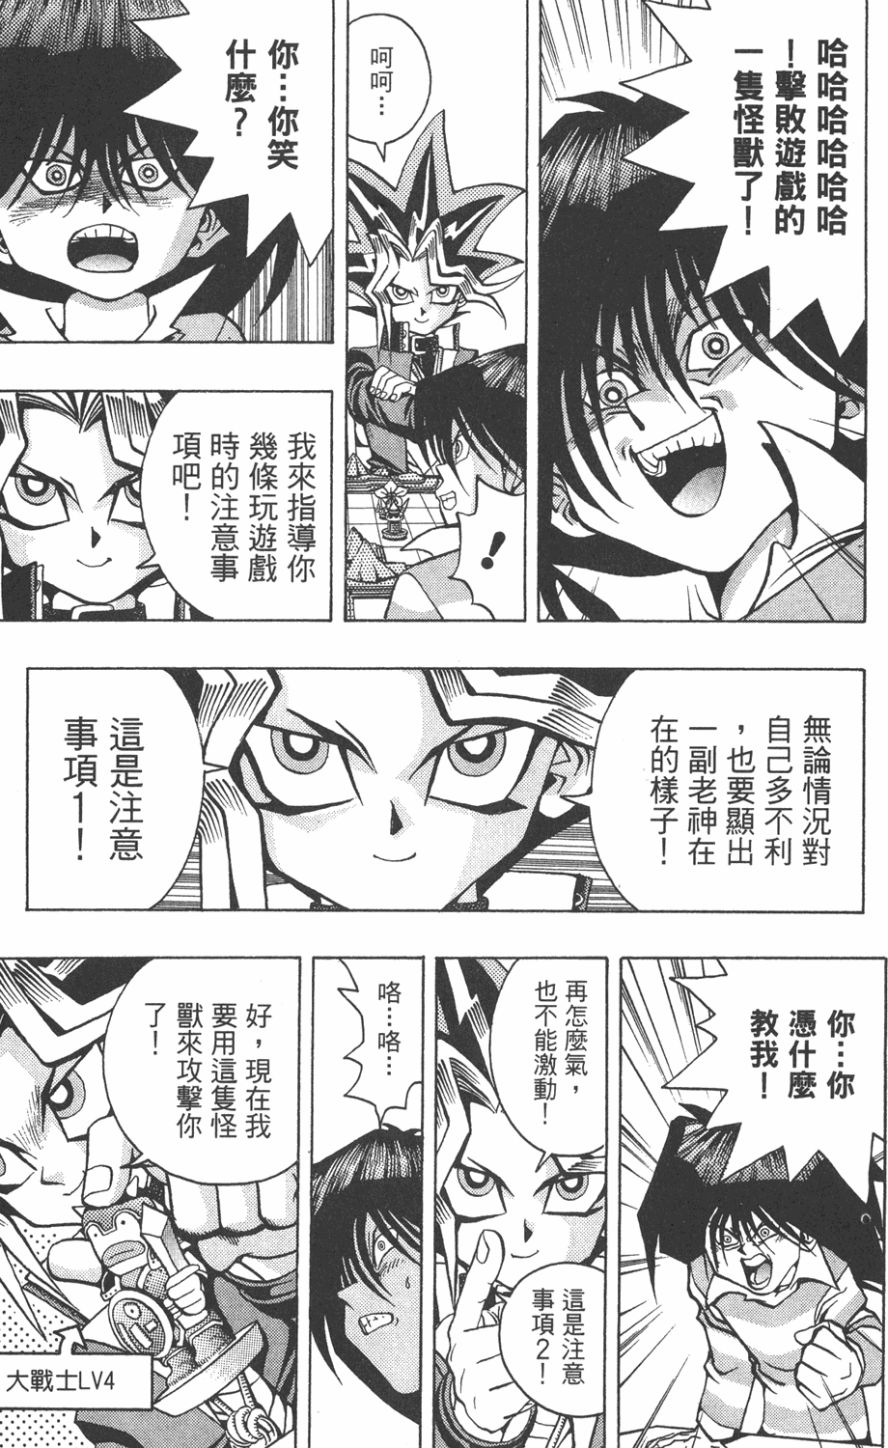 哈哈哈哈哈哈
！擊敗遊戲的
一隻怪獸了！
呵呵…
！
你…你笑
什麼？
我來指導你
幾條玩遊戲
時的注意事
項吧！
無論情況對
自己多不利
，也要顯出
一副老神在
在的樣子！
這是注意
事項1！
你…你
憑什麼
教我！
再怎麼氣，
也不能激動！
這是注意
事項2！
咯…咯…
好，現在我
要用這隻怪
獸來攻擊你
了！
大戰士LV4